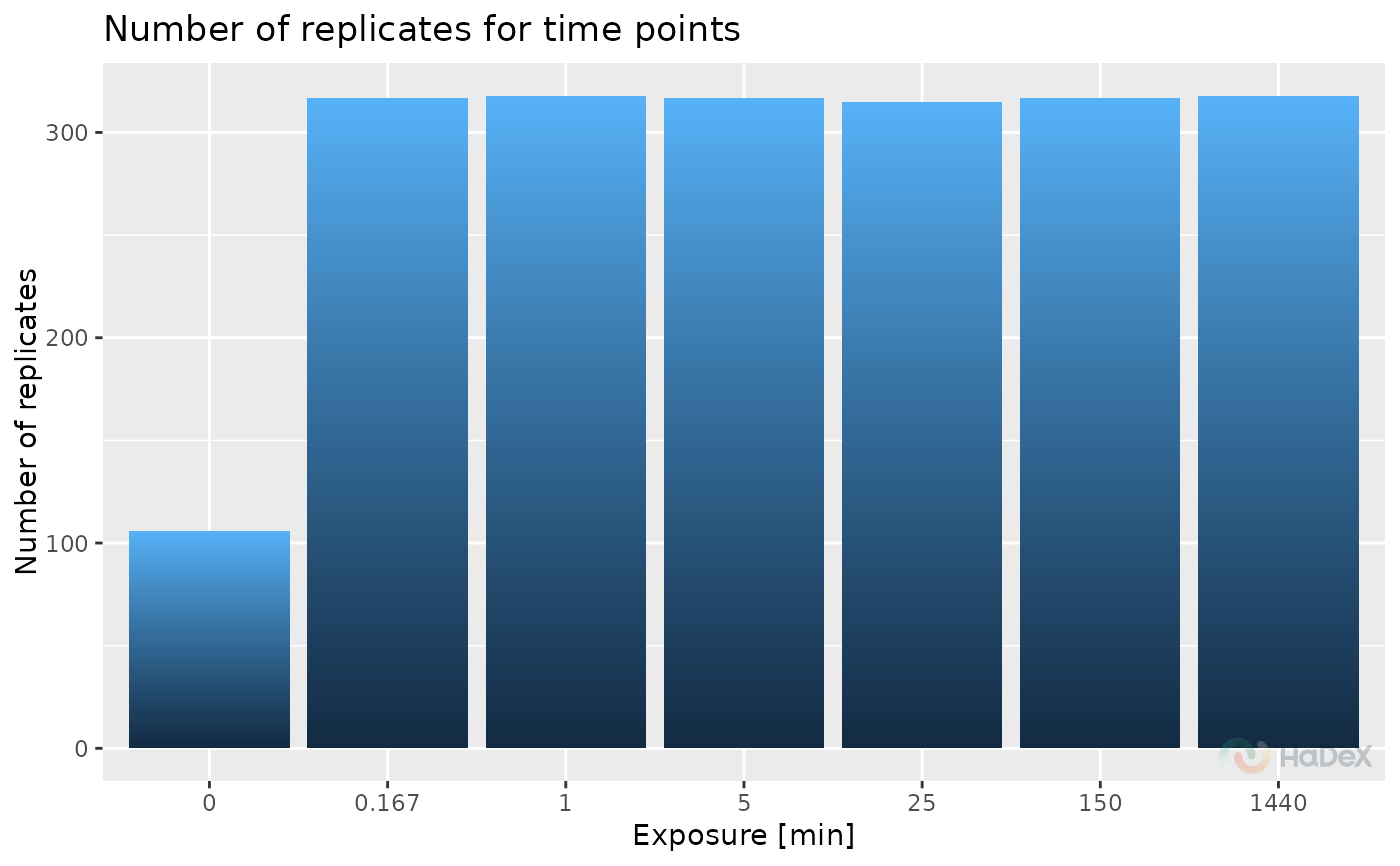 Number of replicates for time points
Number of replicates
300
200
100
0
0 0.167 1 5 25 150 1440
Exposure [min]
HaDeX